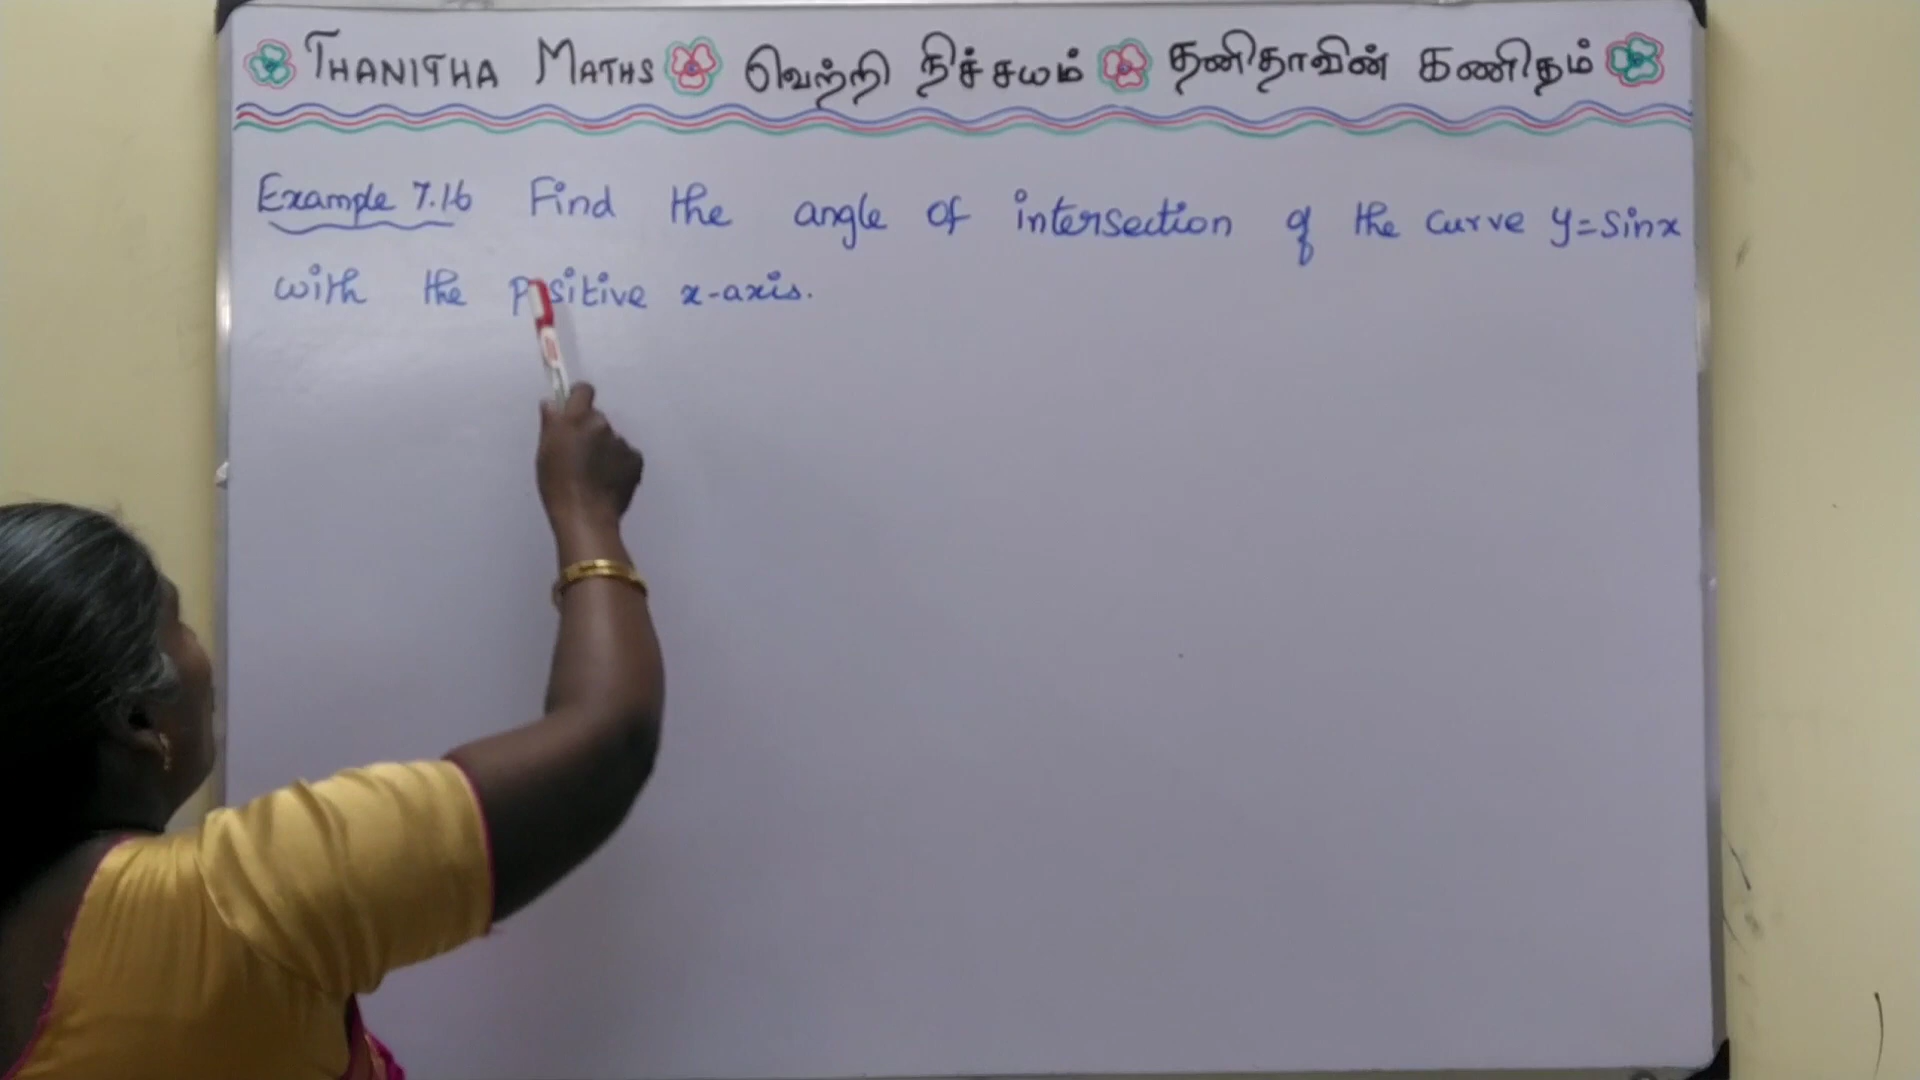 THANITHA MATHS வெற்றி நிச்சயம் தனிதாவின் கணிதம்
Example 7.16 Find the angle of intersection of the curve y=sinx
with the positive x-axis.